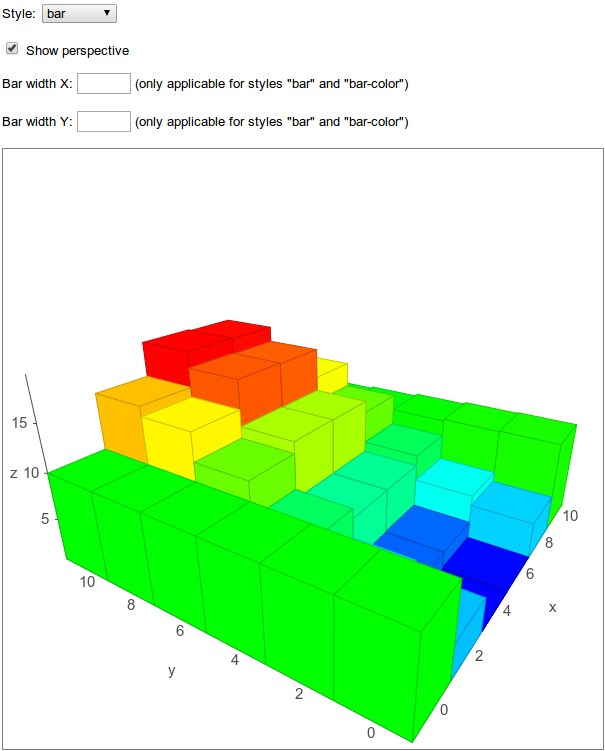 Style: bar
Show perspective
Bar width X: (only applicable for styles "bar" and "bar-color")
Bar width Y: (only applicable for styles "bar" and "bar-color")
15
z 10
5
10
8
6
4
2
0
y
10
8
6
4
2
0
x